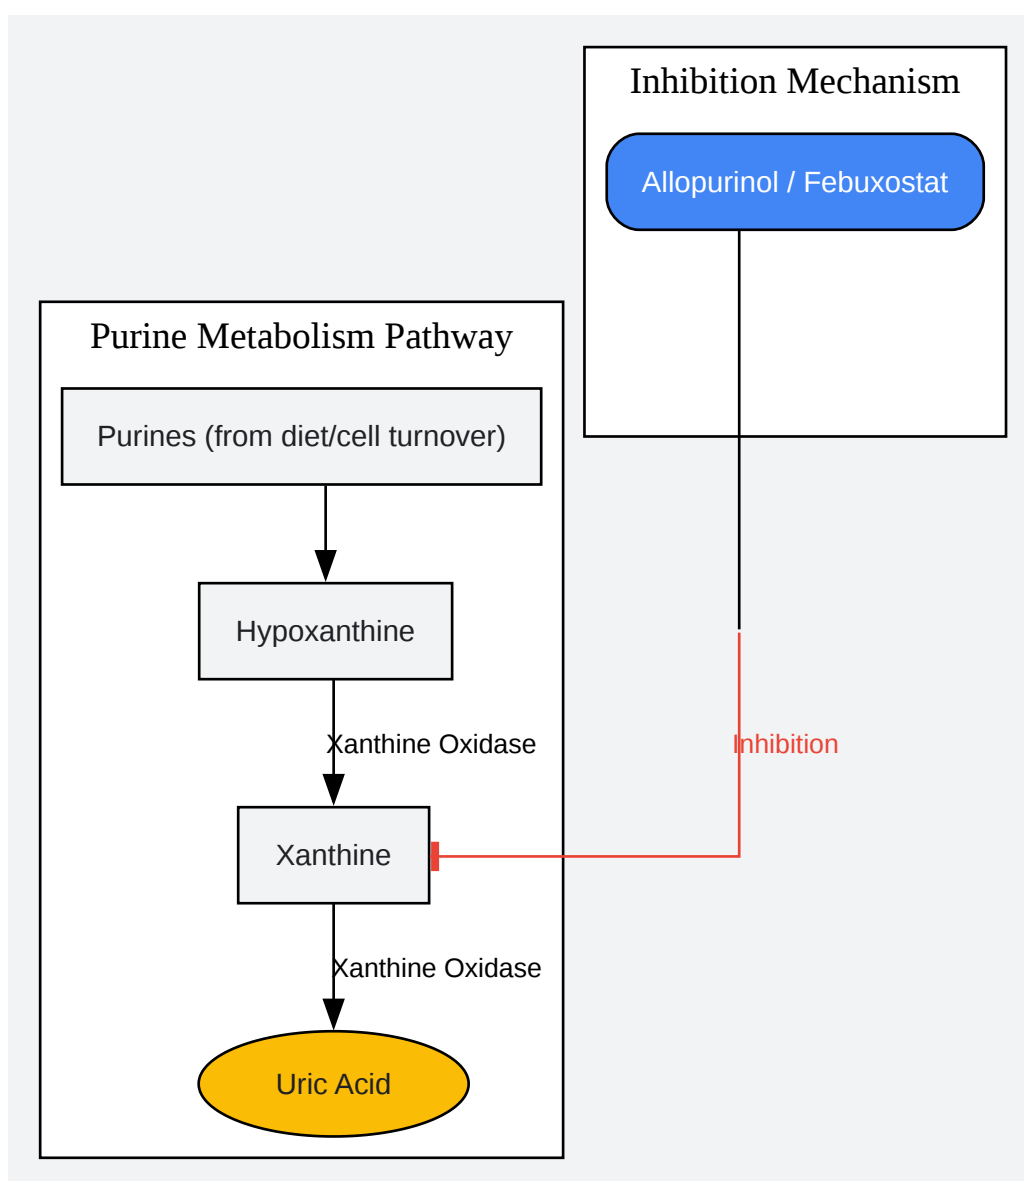 Inhibition Mechanism
Allopurinol / Febuxostat
Purine Metabolism Pathway
Purines (from diet/cell turnover)
Hypoxanthine
Xanthine Oxidase
Inhibition
Xanthine
Xanthine Oxidase
Uric Acid